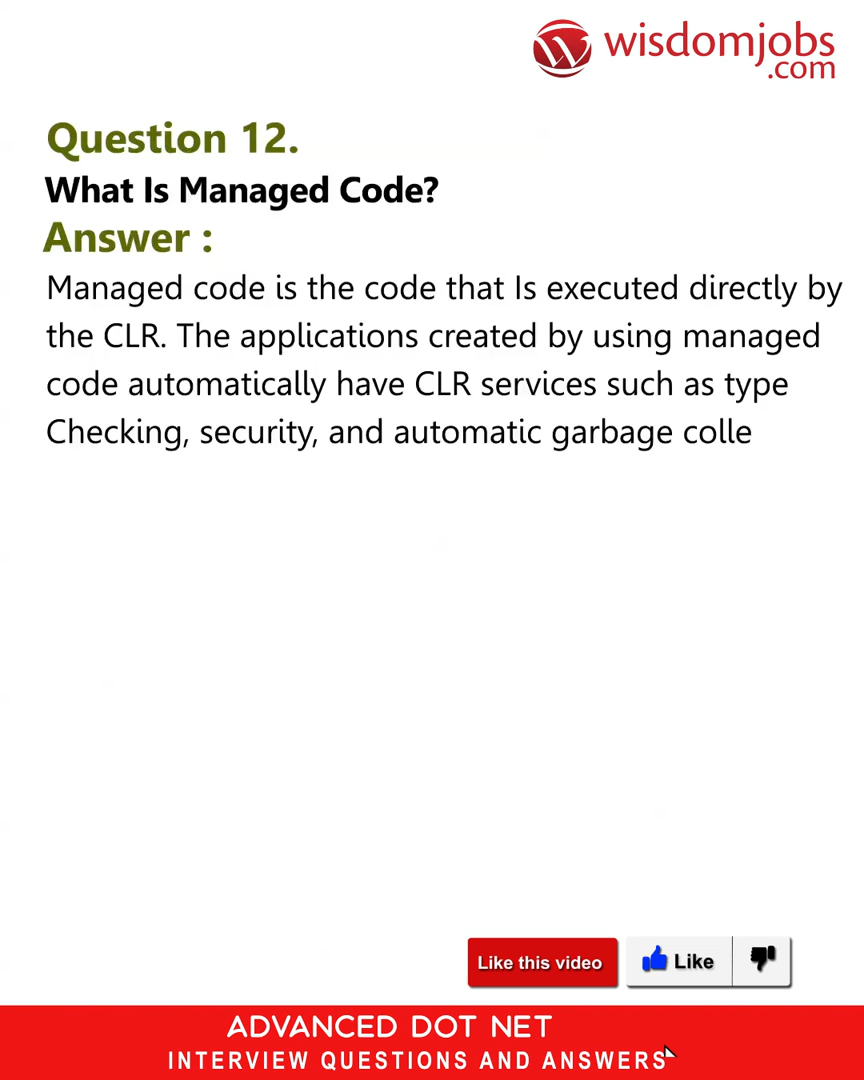 wisdomjobs
.com
Question 12.
What Is Managed Code?
Answer :
Managed code is the code that Is executed directly by
the CLR. The applications created by using managed
code automatically have CLR services such as type
Checking, security, and automatic garbage colle
Like this video
Like
ADVANCED DOT NET
INTERVIEW QUESTIONS AND ANSWERS